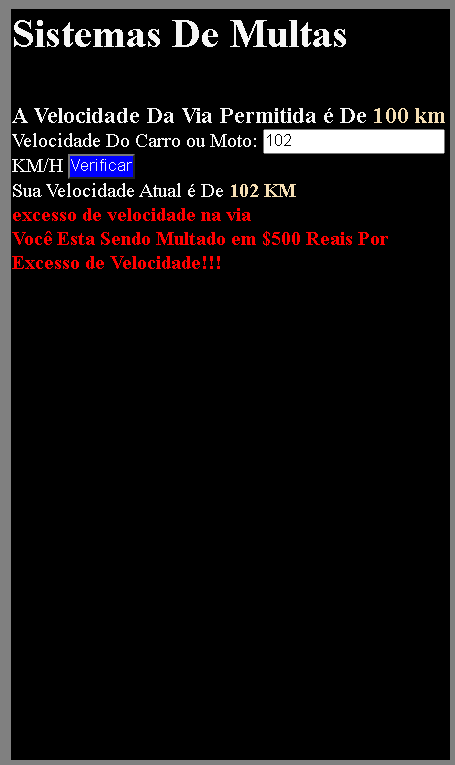 Sistemas De Multas
A Velocidade Da Via Permitida é De 100 km
Velocidade Do Carro ou Moto: 102
KM/H Verificar
Sua Velocidade Atual é De 102 KM
excesso de velocidade na via
Você Esta Sendo Multado em $500 Reais Por
Excesso de Velocidade!!!